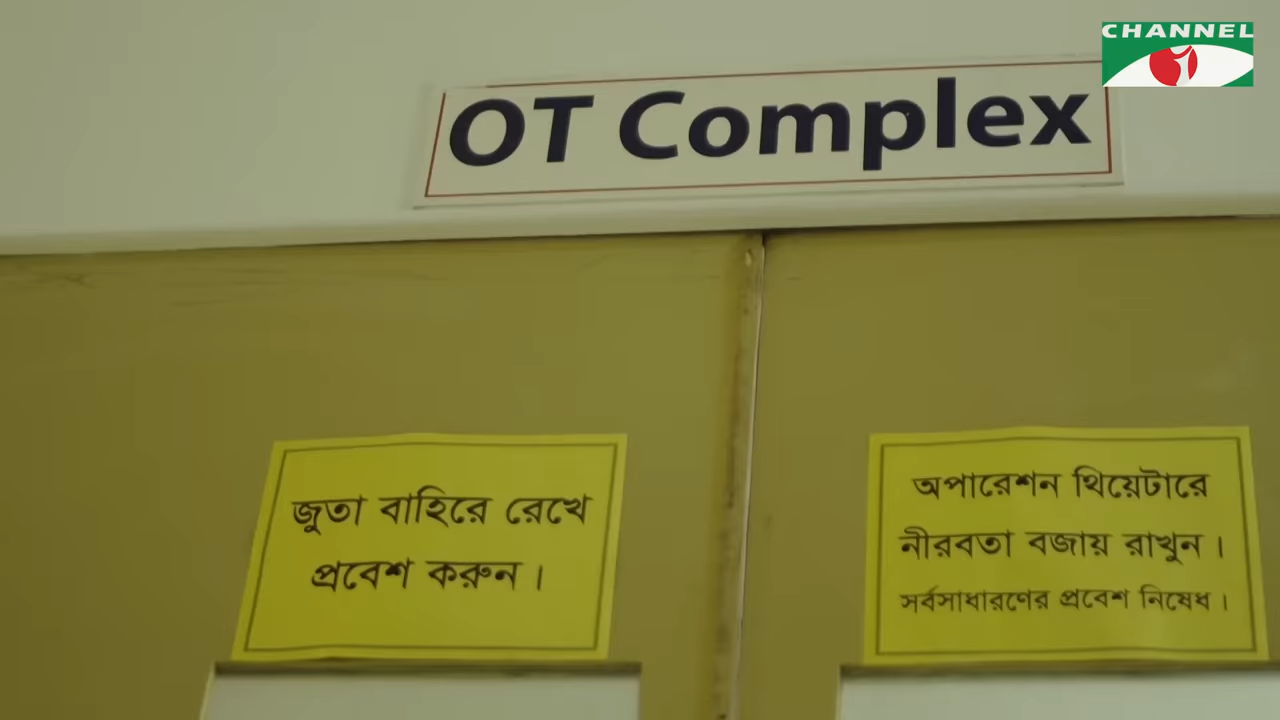 CHANNEL
OT Complex
জুতা বাহিরে রেখে
প্রবেশ করুন।
অপারেশন থিয়েটারে
নীরবতা বজায় রাখুন।
সর্বসাধারণের প্রবেশ নিষেধ।